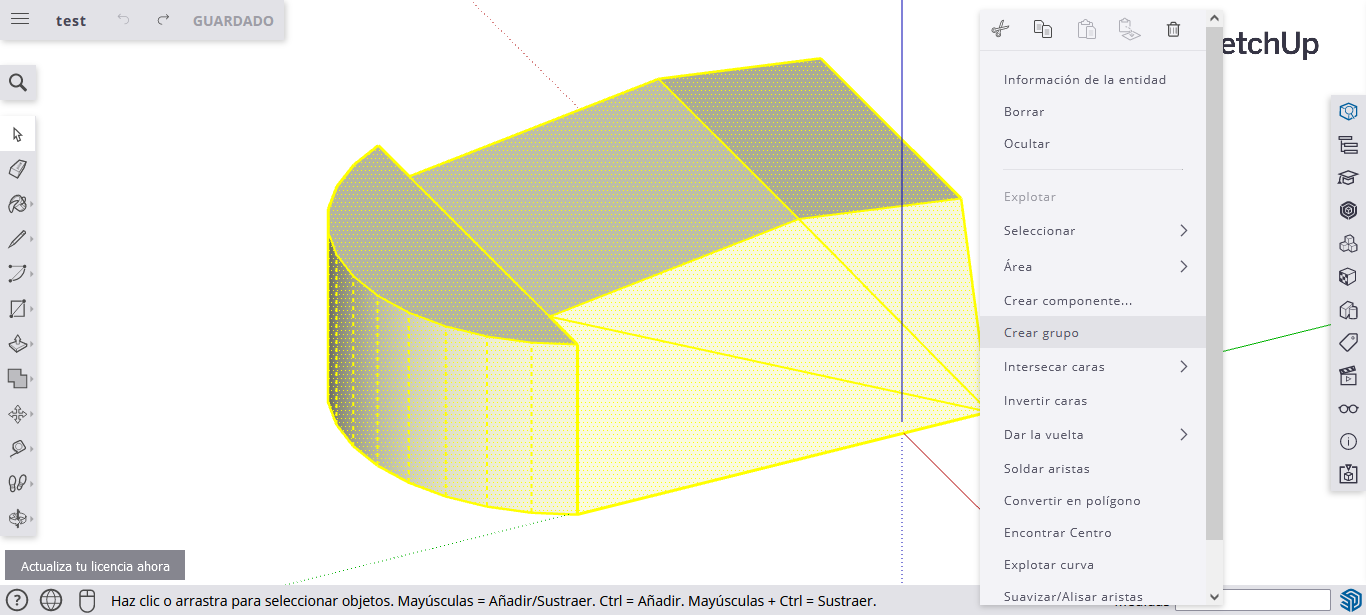 test
GUARDADO
etchUp
Información de la entidad
Borrar
Ocultar
Explotar
Seleccionar
Área
Crear componente...
Crear grupo
Intersecar caras
Invertir caras
Dar la vuelta
Soldar aristas
Convertir en polígono
Encontrar Centro
Explotar curva
Suavizar/Alisar aristas
Actualiza tu licencia ahora
Haz clic o arrastra para seleccionar objetos. Mayúsculas = Añadir/Sustraer. Ctrl = Añadir. Mayúsculas + Ctrl = Sustraer.